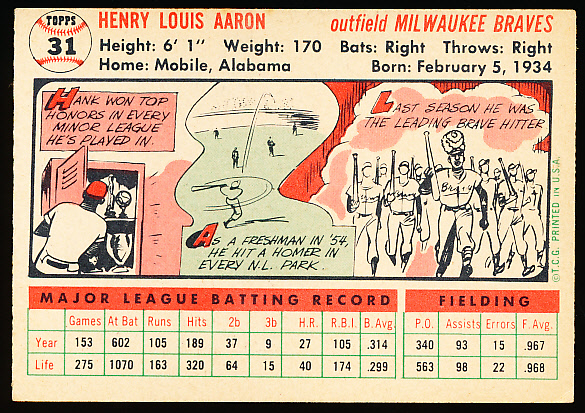 TOPPS
31
HENRY LOUIS AARON
outfield MILWAUKEE BRAVES
Height: 6' 1" Weight: 170 Bats: Right Throws: Right
Home: Mobile, Alabama Born: February 5, 1934
HANK WON TOP
HONORS IN EVERY
MINOR LEAGUE
HE'S PLAYED IN.
AS A FRESHMAN IN '54,
HE HIT A HOMER IN
EVERY N.L. PARK.
LAST SEASON HE WAS
THE LEADING BRAVE HITTER
Braves
©T.C.G. PRINTED IN U.S.A.
MAJOR LEAGUE BATTING RECORD FIELDING
Games At Bat Runs Hits 2b 3b H.R. R.B.I. B. Avg. P.O. Assists Errors F. Avg.
Year 153 602 105 189 37 9 27 105 .314 340 93 15 .967
Life 275 1070 163 320 64 15 40 174 .299 563 98 22 .968